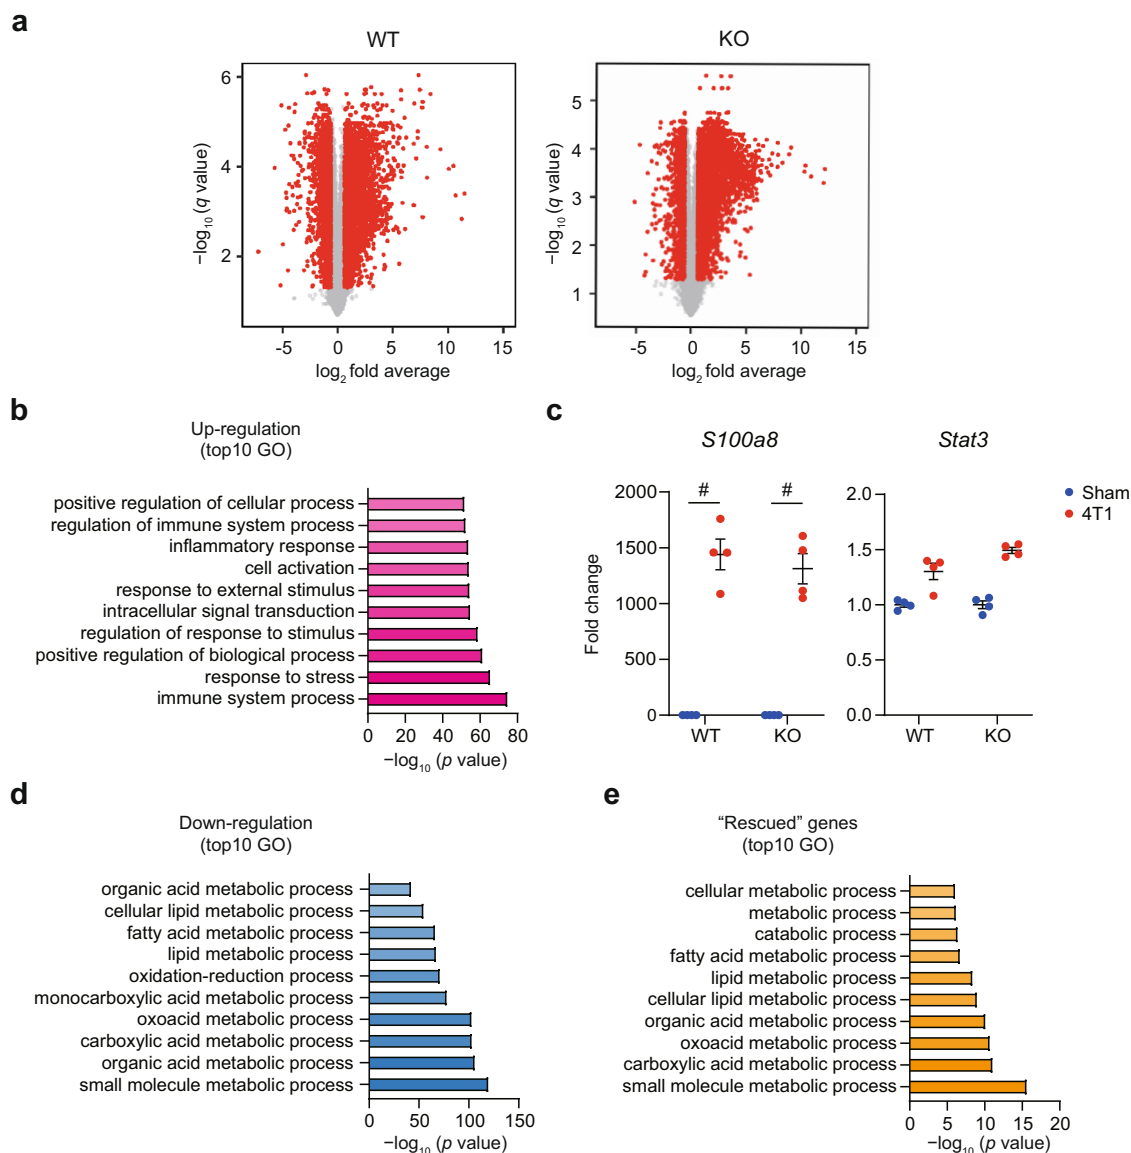 a
WT
KO
6
4
2
−log10 (q value)
-5 0 5 10 15
log2 fold average
5
4
3
2
1
−log10 (q value)
-5 0 5 10 15
log2 fold average
b
Up-regulation
(top10 GO)
positive regulation of cellular process
regulation of immune system process
inflammatory response
cell activation
response to external stimulus
intracellular signal transduction
regulation of response to stimulus
positive regulation of biological process
response to stress
immune system process
0 20 40 60 80
−log10 (p value)
c
S100a8
Fold change
2000
1500
1000
500
0
# #
WT KO
Stat3
2.0
1.5
1.0
0.5
0.0
WT KO
Sham
4T1
d
Down-regulation
(top10 GO)
organic acid metabolic process
cellular lipid metabolic process
fatty acid metabolic process
lipid metabolic process
oxidation-reduction process
monocarboxylic acid metabolic process
oxoacid metabolic process
carboxylic acid metabolic process
organic acid metabolic process
small molecule metabolic process
0 50 100 150
−log10 (p value)
e
“Rescued” genes
(top10 GO)
cellular metabolic process
metabolic process
catabolic process
fatty acid metabolic process
lipid metabolic process
cellular lipid metabolic process
organic acid metabolic process
oxoacid metabolic process
carboxylic acid metabolic process
small molecule metabolic process
0 5 10 15 20
−log10 (p value)